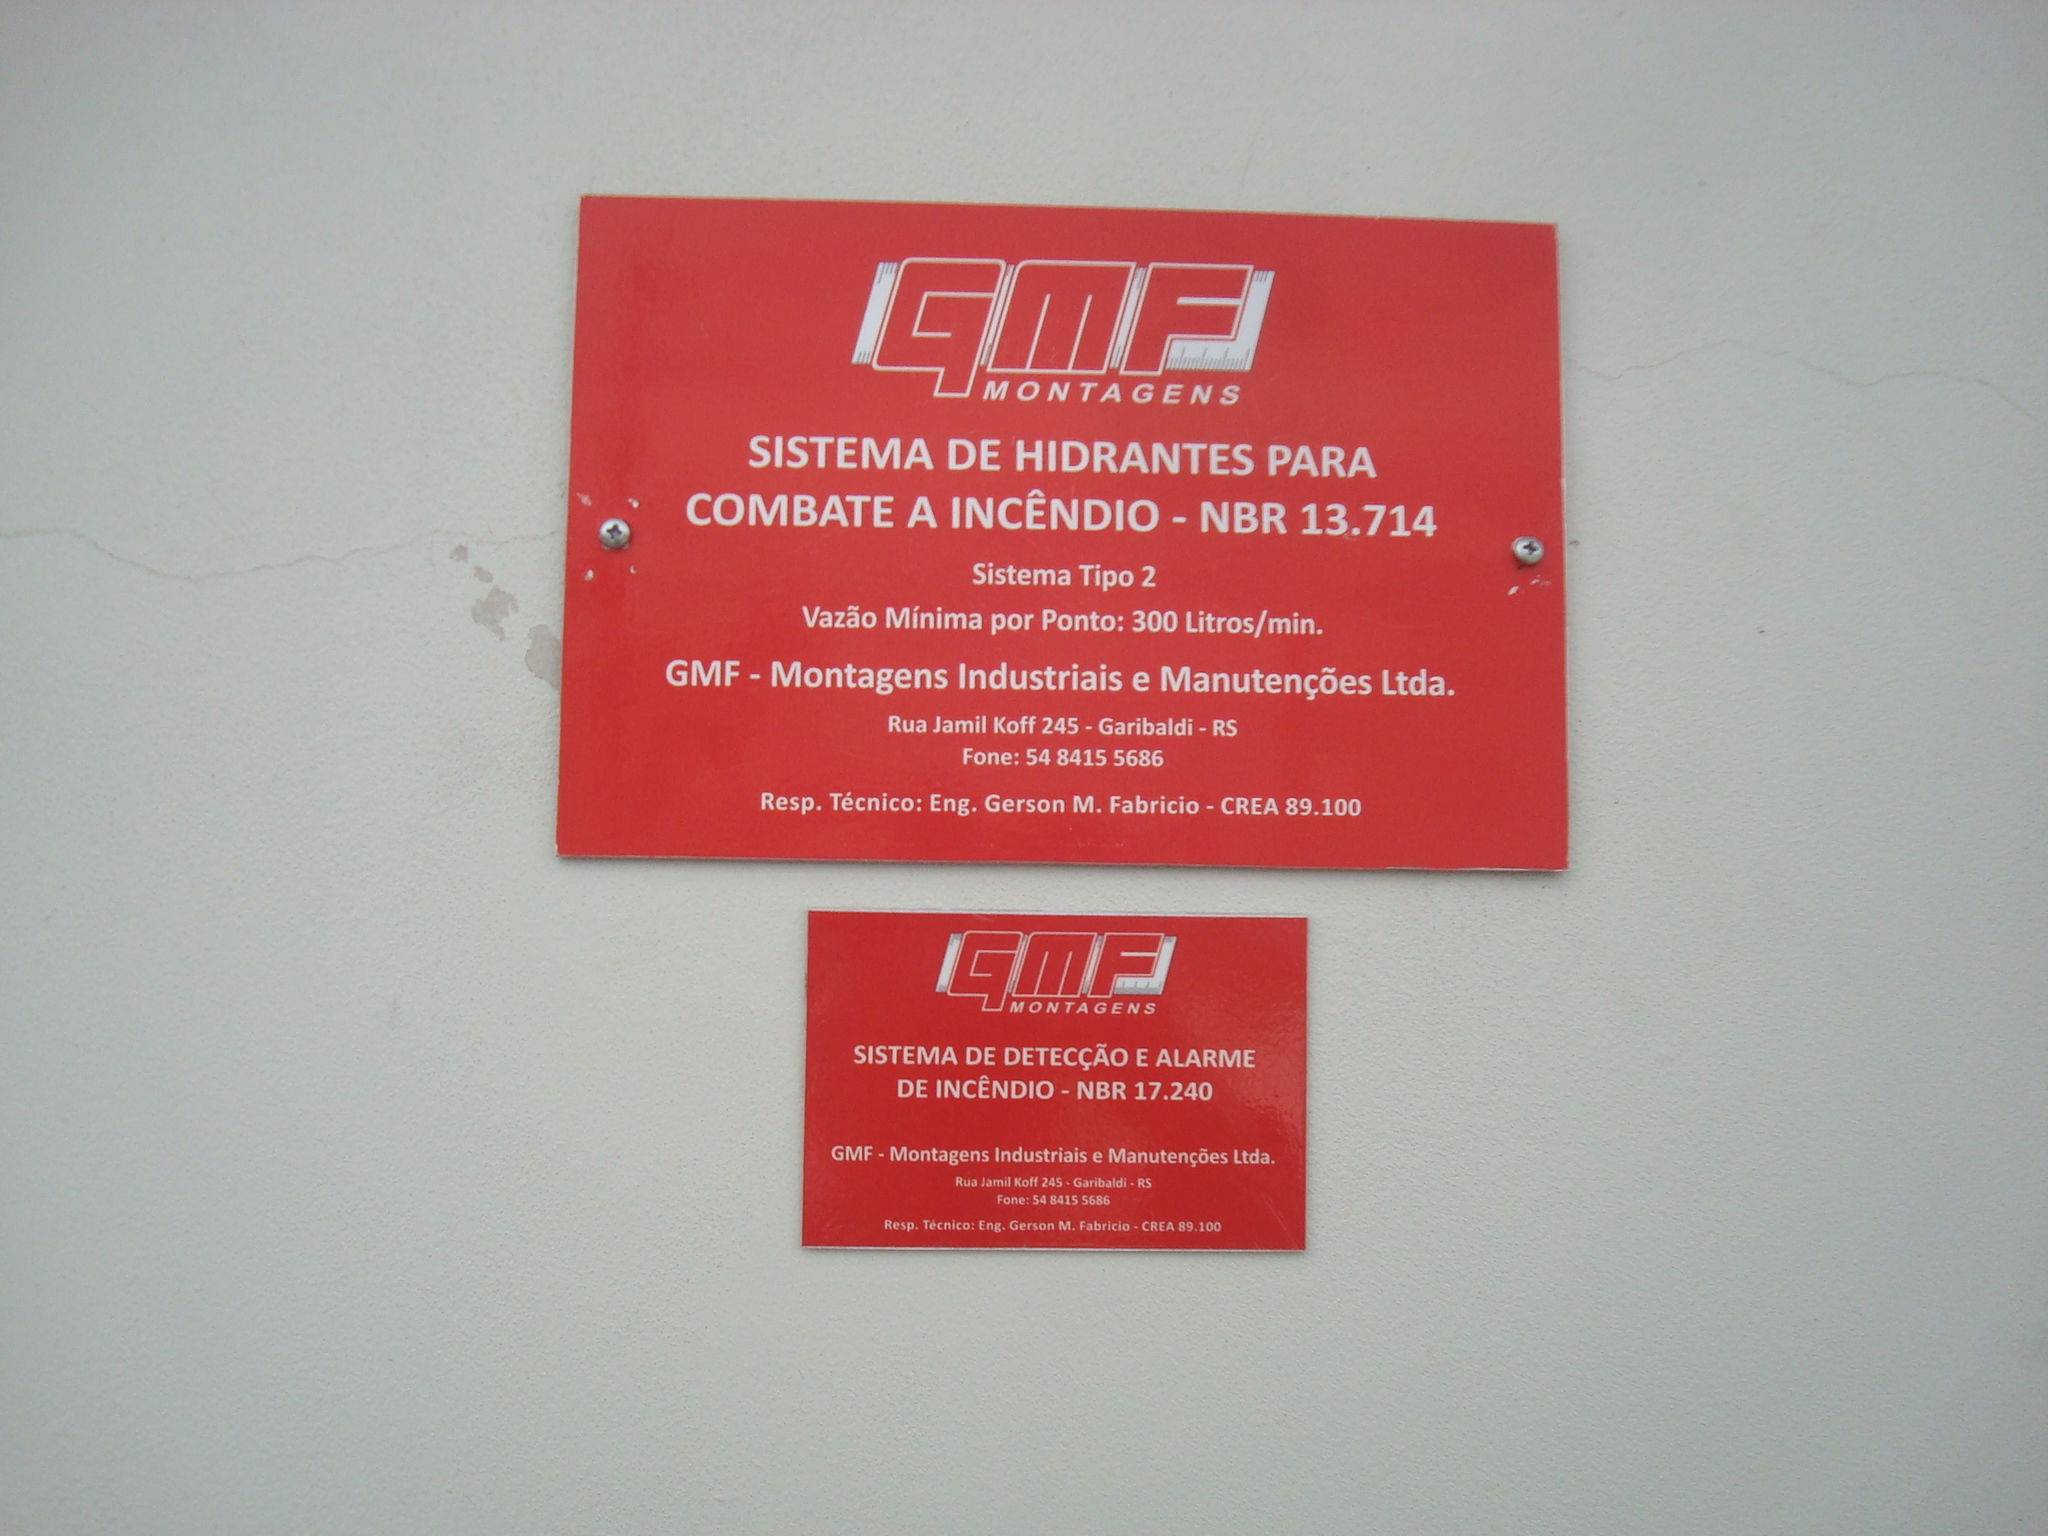 GMF
MONTAGENS
SISTEMA DE HIDRANTES PARA
COMBATE A INCÊNDIO - NBR 13.714
Sistema Tipo 2
Vazão Mínima por Ponto: 300 Litros/min.
GMF - Montagens Industriais e Manutenções Ltda.
Rua Jamil Koff 245 - Garibaldi - RS
Fone: 54 8415 5686
Resp. Técnico: Eng. Gerson M. Fabricio - CREA 89.100
GMF
MONTAGENS
SISTEMA DE DETECÇÃO E ALARME
DE INCÊNDIO - NBR 17.240
GMF - Montagens Industriais e Manutenções Ltda.
Rua Jamil Koff 245 - Garibaldi - RS
Fone: 54 8415 5686
Resp. Técnico: Eng. Gerson M. Fabricio - CREA 89.100